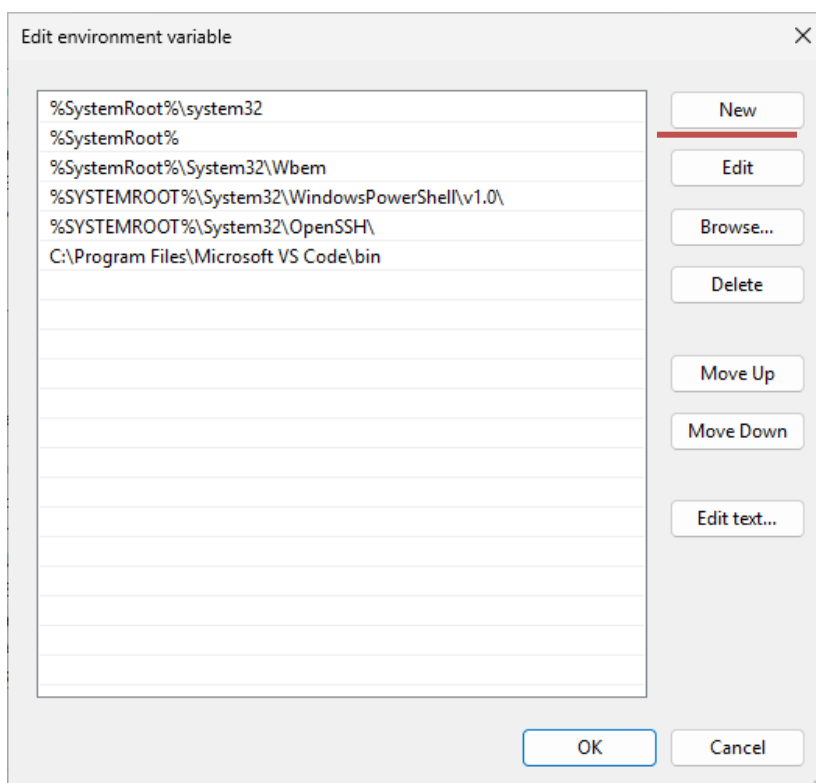 Edit environment variable
%SystemRoot%\system32
%SystemRoot%
%SystemRoot%\System32\Wbem
%SYSTEMROOT%\System32\WindowsPowerShell\v1.0\
%SYSTEMROOT%\System32\OpenSSH\
C:\Program Files\Microsoft VS Code\bin
New
Edit
Browse...
Delete
Move Up
Move Down
Edit text...
OK
Cancel